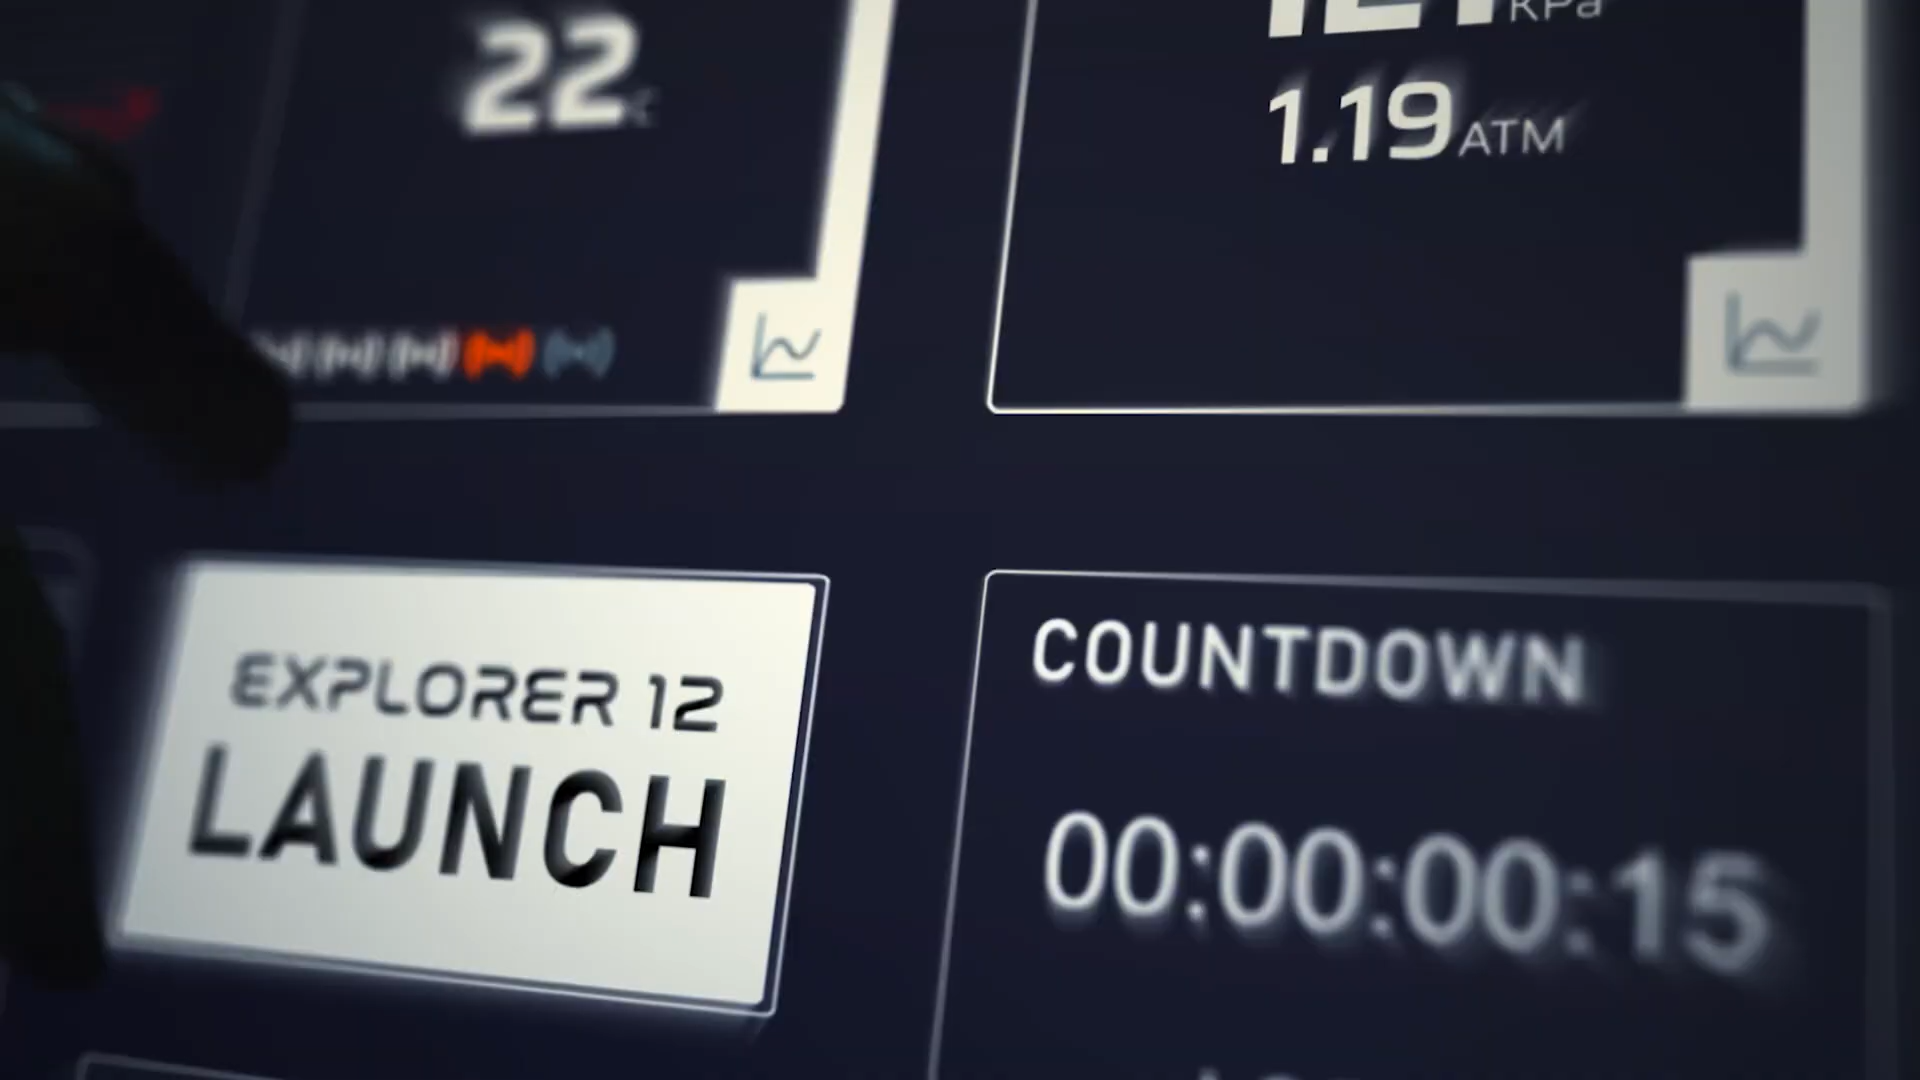 22
KPa
1.19 ATM
EXPLORER 12
LAUNCH
COUNTDOWN
00:00:00:15